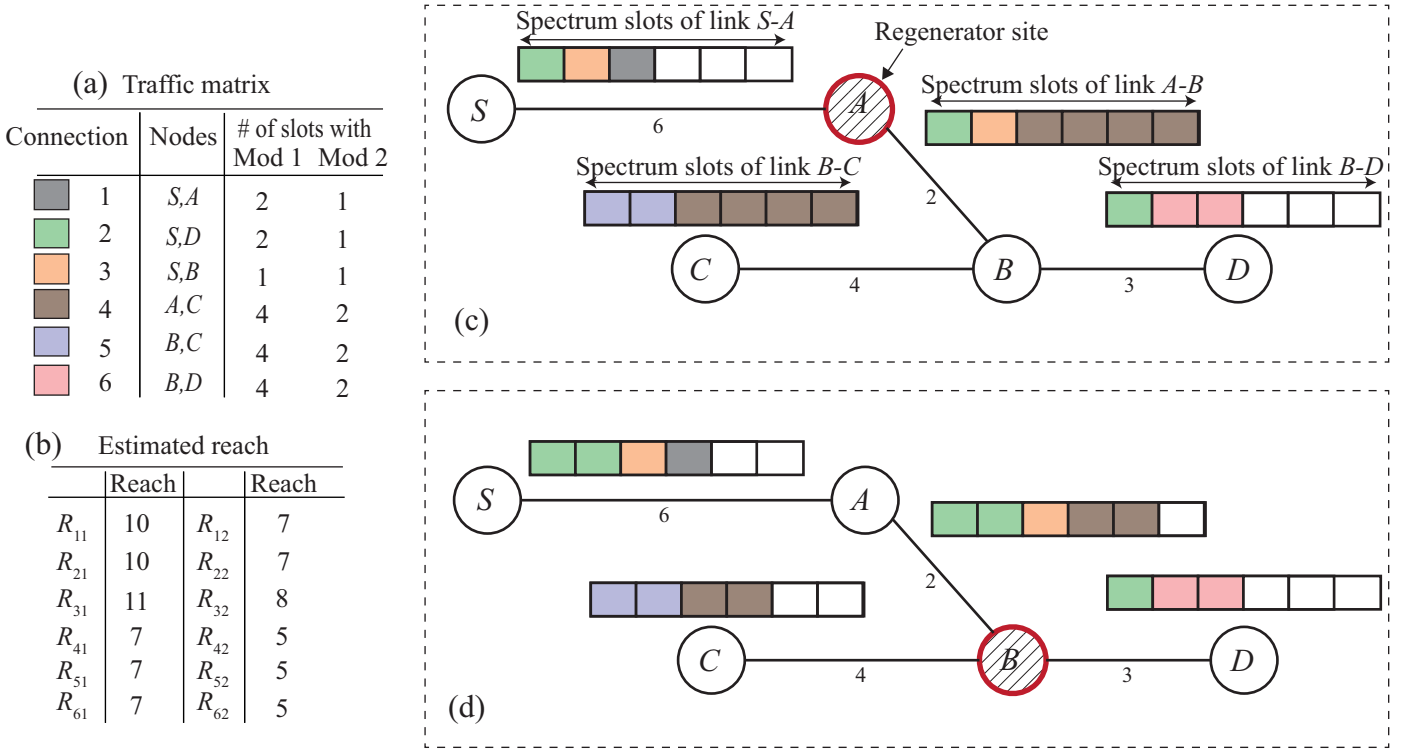 (a) Traffic matrix
Connection Nodes # of slots with
Mod 1 Mod 2
1 S,A 2 1
2 S,D 2 1
3 S,B 1 1
4 A,C 4 2
5 B,C 4 2
6 B,D 4 2
(b) Estimated reach
Reach Reach
R11 10 R12 7
R21 10 R22 7
R31 11 R32 8
R41 7 R42 5
R51 7 R52 5
R61 7 R62 5
Spectrum slots of link S-A
Regenerator site
S
A
6
Spectrum slots of link A-B
Spectrum slots of link B-C
Spectrum slots of link B-D
2
C
B
D
4
3
(c)
S
A
6
2
C
B
D
4
3
(d)